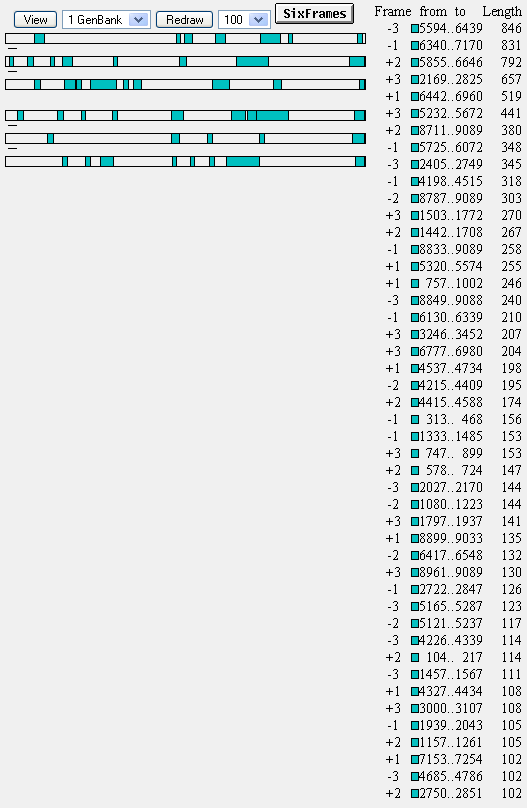 View 1 GenBank Redraw 100 SixFrames
Frame from to Length
-3 5594..6439 846
-1 6340..7170 831
+2 5855..6646 792
+3 2169..2825 657
+1 6442..6960 519
+3 5232..5672 441
+2 8711..9089 380
-1 5725..6072 348
-3 2405..2749 345
-1 4198..4515 318
-2 8787..9089 303
+3 1503..1772 270
+2 1442..1708 267
-1 8833..9089 258
+1 5320..5574 255
+1 757..1002 246
-3 8849..9088 240
-1 6130..6339 210
+3 3246..3452 207
+3 6777..6980 204
+1 4537..4734 198
-2 4215..4409 195
+2 4415..4588 174
-1 313.. 468 156
-1 1333..1485 153
+3 747.. 899 153
+2 578.. 724 147
-3 2027..2170 144
-2 1080..1223 144
+3 1797..1937 141
+1 8899..9033 135
-2 6417..6548 132
+3 8961..9089 130
-1 2722..2847 126
-3 5165..5287 123
-2 5121..5237 117
-3 4226..4339 114
+2 104.. 217 114
-3 1457..1567 111
+1 4327..4434 108
+3 3000..3107 108
-1 1939..2043 105
+2 1157..1261 105
+1 7153..7254 102
-3 4685..4786 102
+2 2750..2851 102